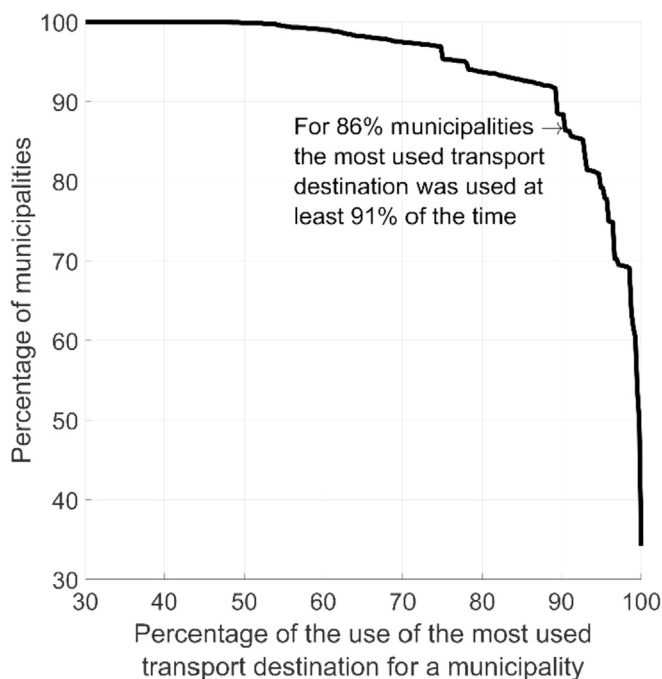 100
90
80
70
60
50
40
30
Percentage of municipalities
For 86% municipalities →
the most used transport
destination was used at
least 91% of the time
30 40 50 60 70 80 90 100
Percentage of the use of the most used
transport destination for a municipality